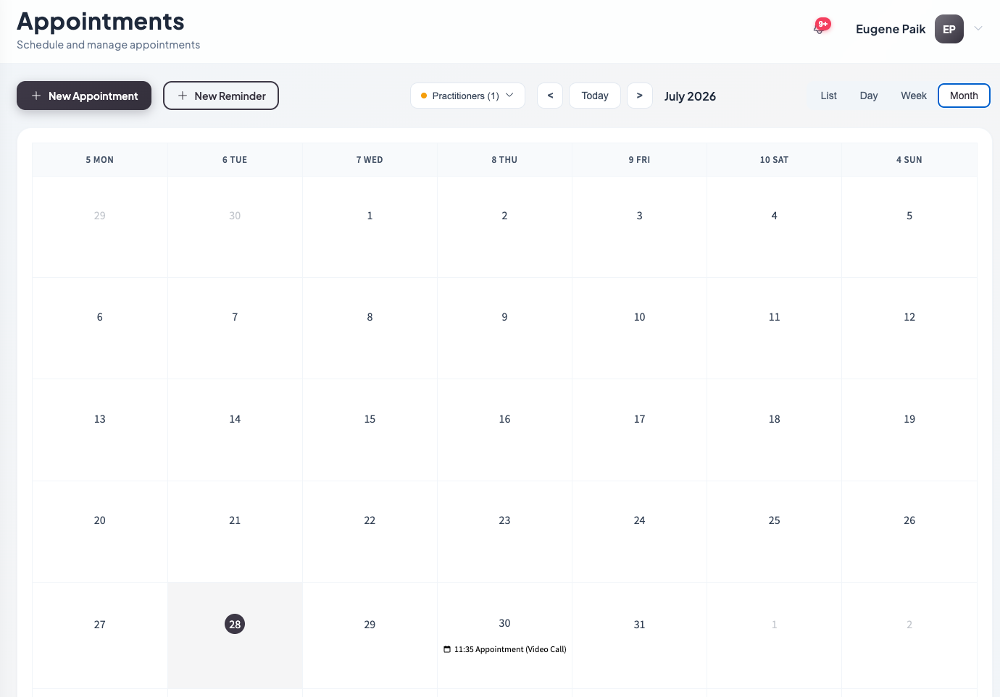 Appointments
Schedule and manage appointments
9+
Eugene Paik
EP
New Appointment
New Reminder
Practitioners (1)
<
Today
>
July 2026
List
Day
Week
Month
5 MON
6 TUE
7 WED
8 THU
9 FRI
10 SAT
4 SUN
29
30
1
2
3
4
5
6
7
8
9
10
11
12
13
14
15
16
17
18
19
20
21
22
23
24
25
26
27
28
29
30
31
1
2
11:35 Appointment (Video Call)